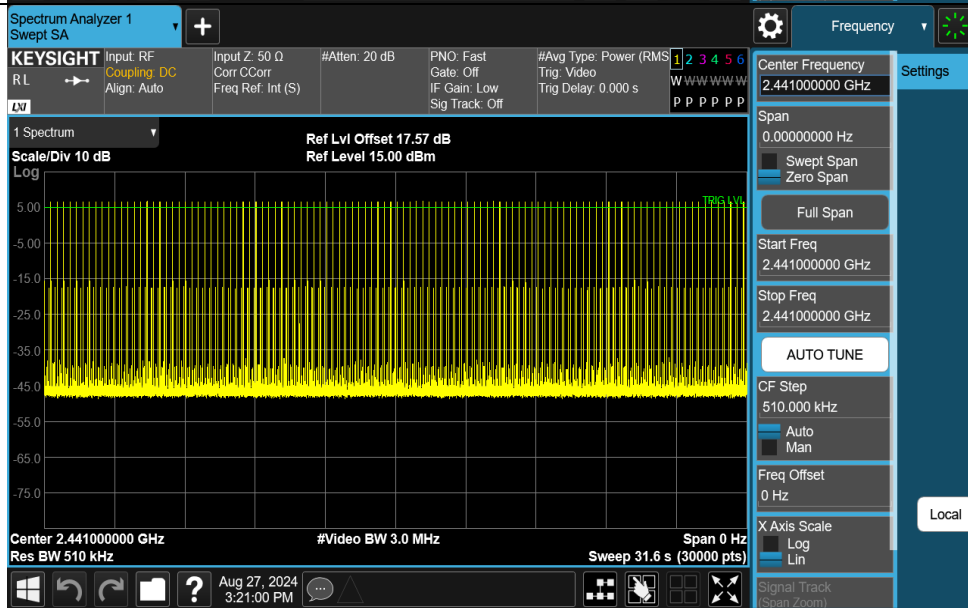 Spectrum Analyzer 1
Swept SA
+
Frequency
KEYSIGHT
RL
LXI
Input: RF
Coupling: DC
Align: Auto
Input Z: 50 Ω
Corr CCorr
Freq Ref: Int (S)
#Atten: 20 dB
PNO: Fast
Gate: Off
IF Gain: Low
Sig Track: Off
#Avg Type: Power (RMS
Trig: Video
Trig Delay: 0.000 s
1 2 3 4 5 6
W W W W W W
P P P P P P
Center Frequency
2.441000000 GHz
Settings
Span
0.00000000 Hz
Swept Span
Zero Span
Full Span
Start Freq
2.441000000 GHz
Stop Freq
2.441000000 GHz
AUTO TUNE
CF Step
510.000 kHz
Auto
Man
Freq Offset
0 Hz
X Axis Scale
Log
Lin
Signal Track
(Span Zoom)
Local
1 Spectrum
Scale/Div 10 dB
Log
Ref Lvl Offset 17.57 dB
Ref Level 15.00 dBm
TRIG LVL
5.00
-5.00
-15.0
-25.0
-35.0
-45.0
-55.0
-65.0
-75.0
Center 2.441000000 GHz
Res BW 510 kHz
#Video BW 3.0 MHz
Span 0 Hz
Sweep 31.6 s (30000 pts)
?
Aug 27, 2024
3:21:00 PM